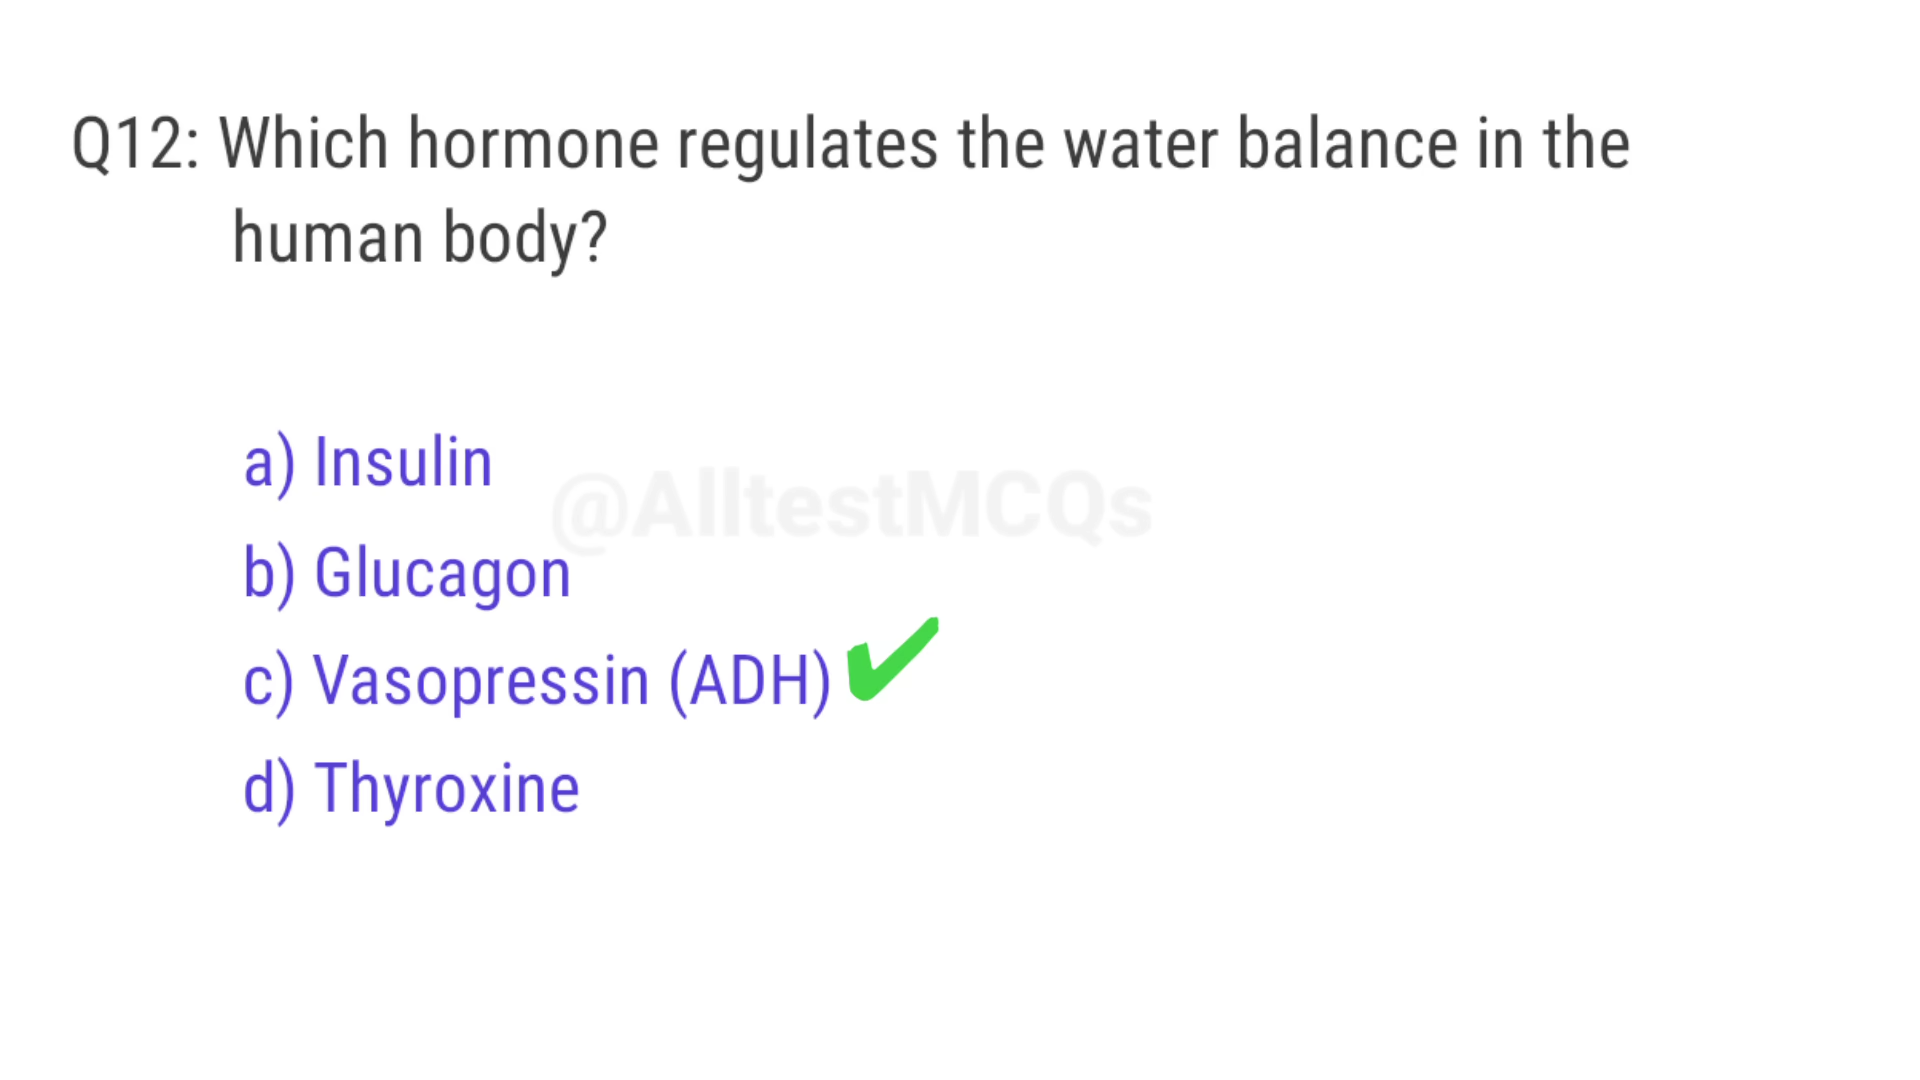 Q12: Which hormone regulates the water balance in the
human body?
a) Insulin
@AlltestMCQs
b) Glucagon
c) Vasopressin (ADH)
d) Thyroxine